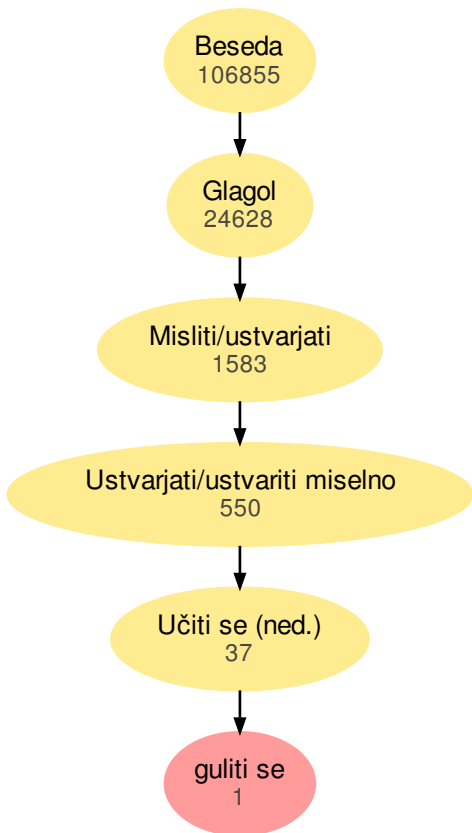 Beseda
106855
Glagol
24628
Misliti/ustvarjati
1583
Ustvarjati/ustvariti miselno
550
Učiti se (ned.)
37
guliti se
1